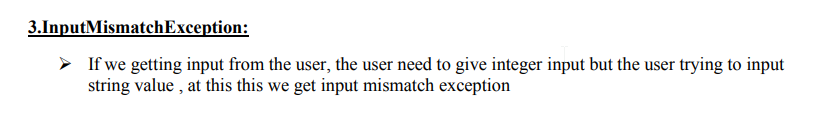 3.InputMismatchException:
➢ If we getting input from the user, the user need to give integer input but the user trying to input
string value , at this this we get input mismatch exception